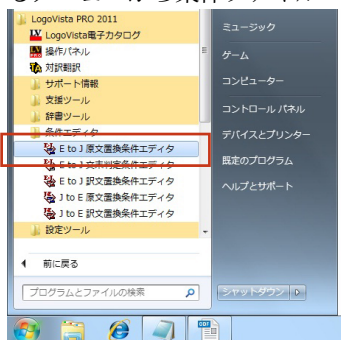 LogoVista PRO 2011
LogoVista電子カタログ
操作パネル
対訳翻訳
サポート情報
支援ツール
辞書ツール
条件エディタ
E to J 原文置換条件エディタ
E to J 文末判定条件エディタ
E to J 訳文置換条件エディタ
J to E 原文置換条件エディタ
J to E 訳文置換条件エディタ
設定ツール
前に戻る
プログラムとファイルの検索
ミュージック
ゲーム
コンピューター
コントロール パネル
デバイスとプリンター
既定のプログラム
ヘルプとサポート
シャットダウン
ODF